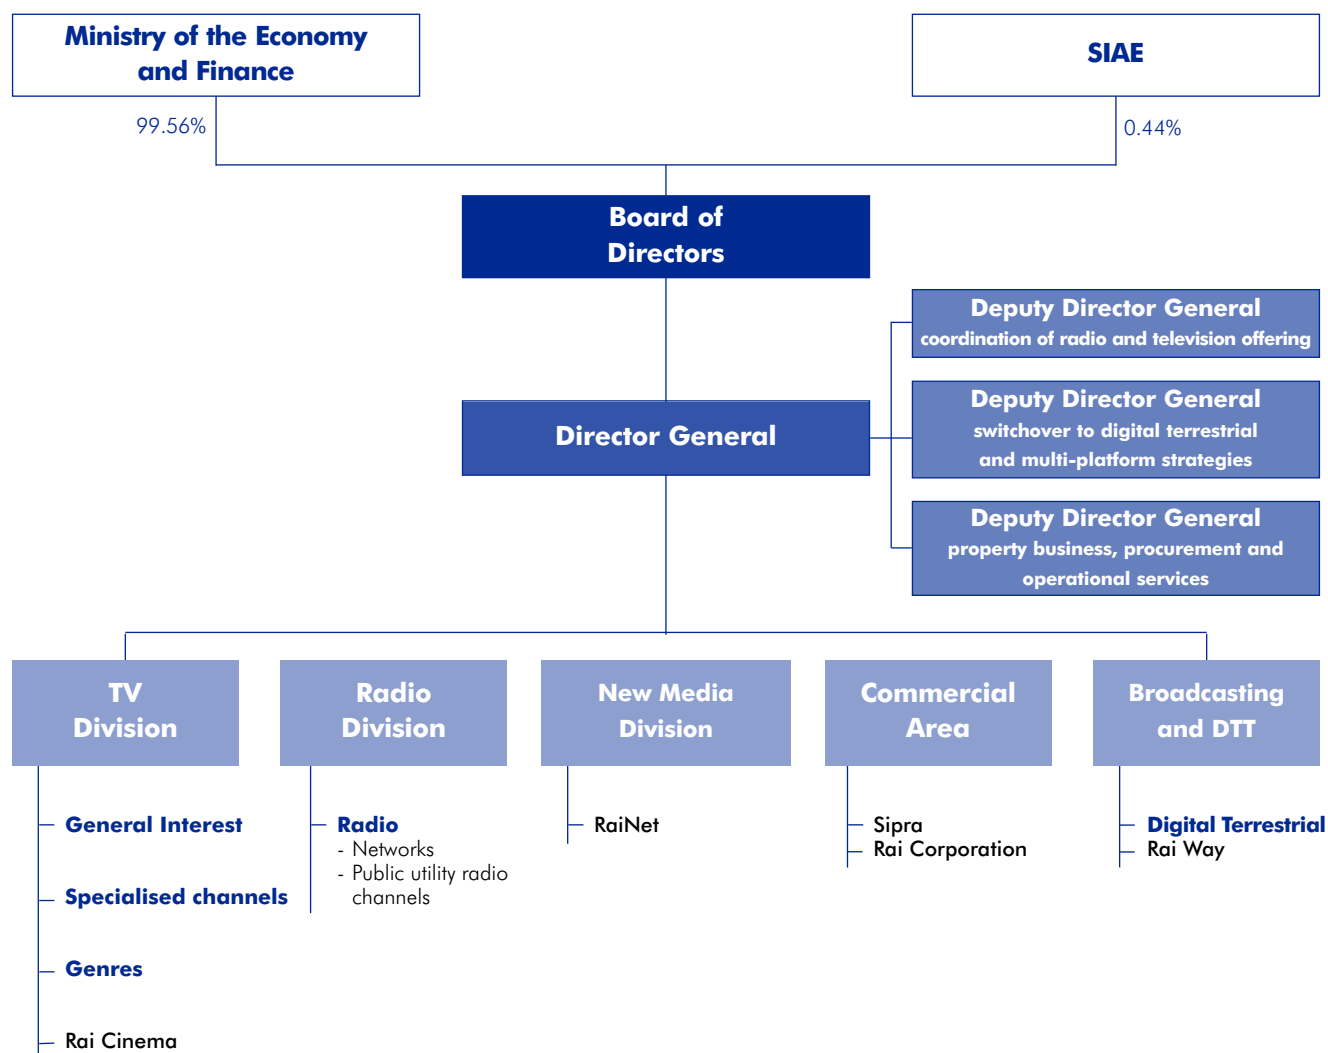 Ministry of the Economy
and Finance
SIAE
99.56%
0.44%
Board of
Directors
Deputy Director General
coordination of radio and television offering
Deputy Director General
switchover to digital terrestrial
and multi-platform strategies
Director General
Deputy Director General
property business, procurement and
operational services
TV
Division
Radio
Division
New Media
Division
Commercial
Area
Broadcasting
and DTT
General Interest
Specialised channels
Genres
Rai Cinema
Radio
- Networks
- Public utility radio
channels
RaiNet
Sipra
Rai Corporation
Digital Terrestrial
Rai Way